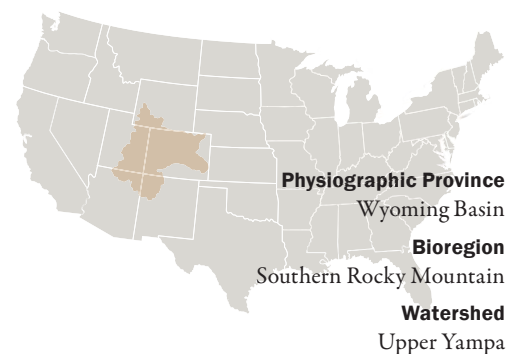 Physiographic Province
Wyoming Basin
Bioregion
Southern Rocky Mountain
Watershed
Upper Yampa